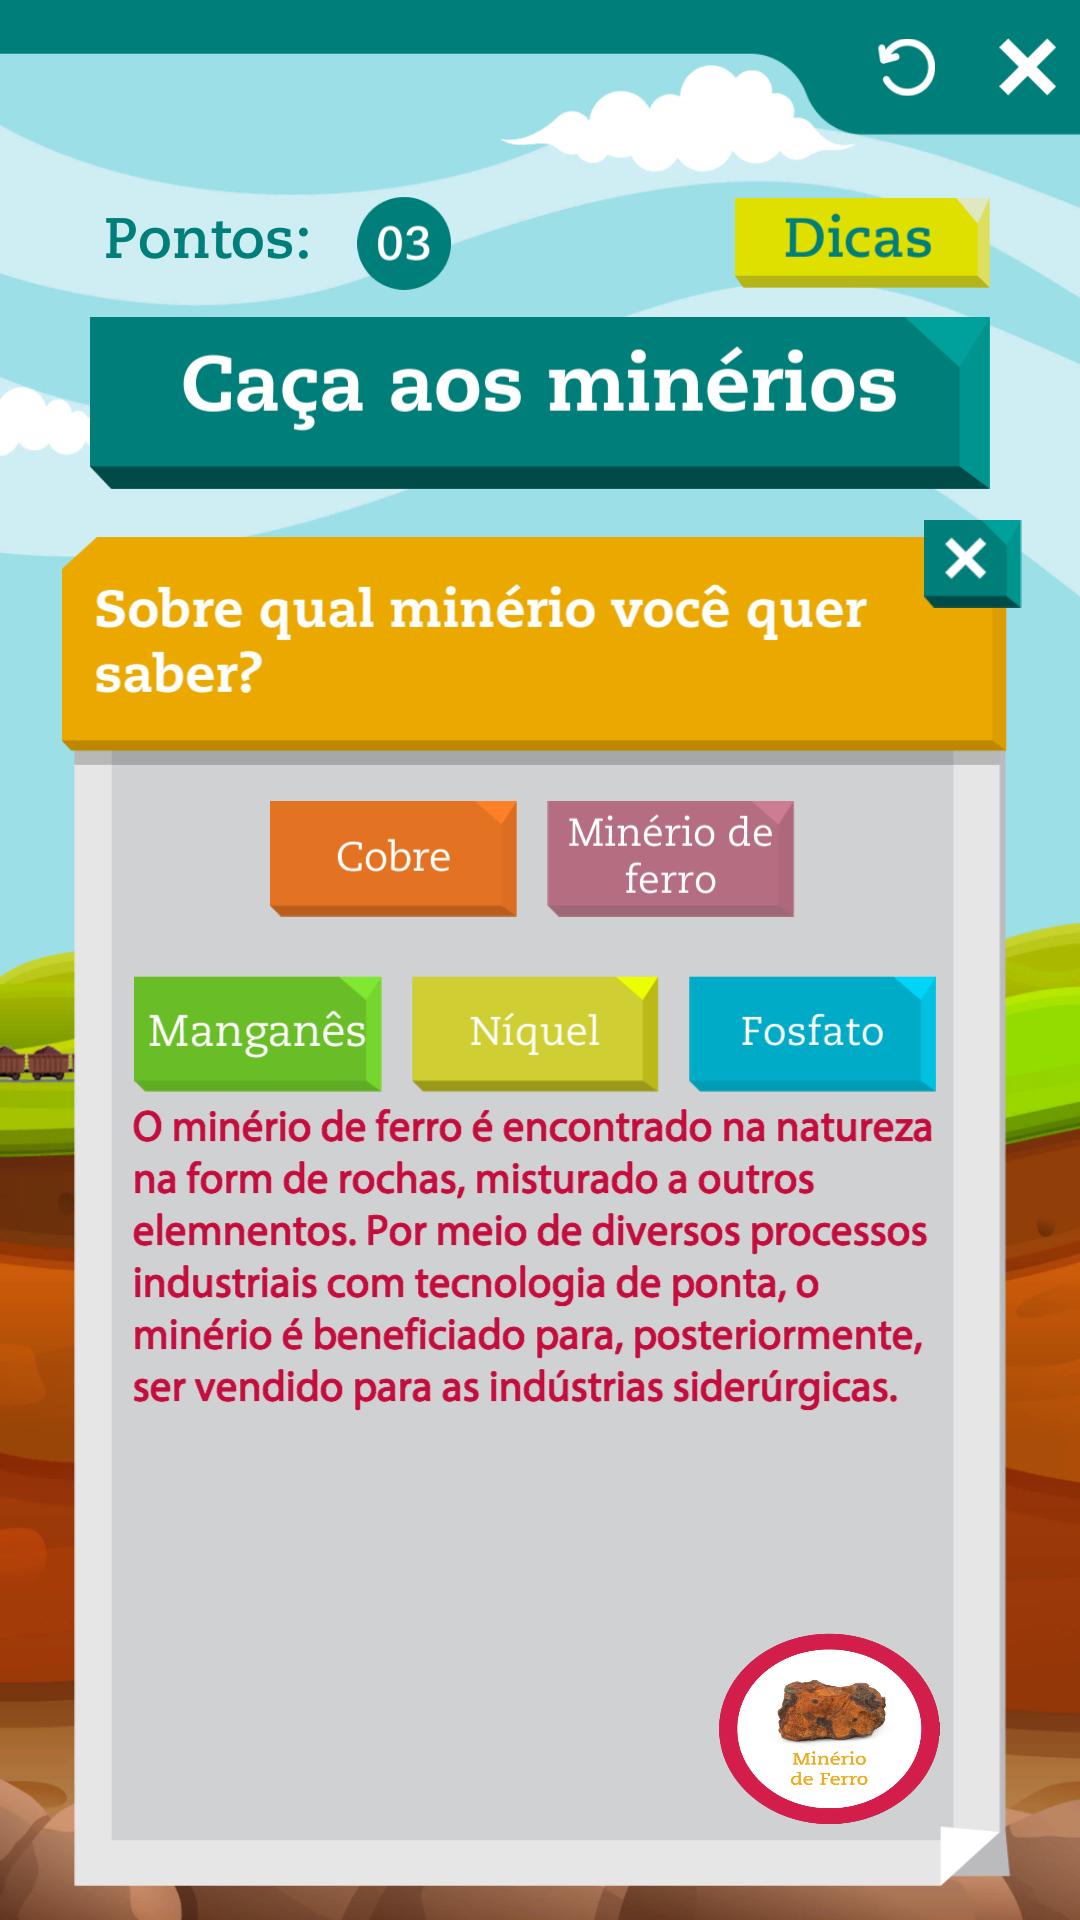 Pontos: 03
Dicas
Caça aos minérios
Sobre qual minério você quer
saber?
Cobre
Minério de
ferro
Manganês
Níquel
Fosfato
O minério de ferro é encontrado na natureza
na form de rochas, misturado a outros
elemnentos. Por meio de diversos processos
industriais com tecnologia de ponta, o
minério é beneficiado para, posteriormente,
ser vendido para as indústrias siderúrgicas.
Minério
de Ferro